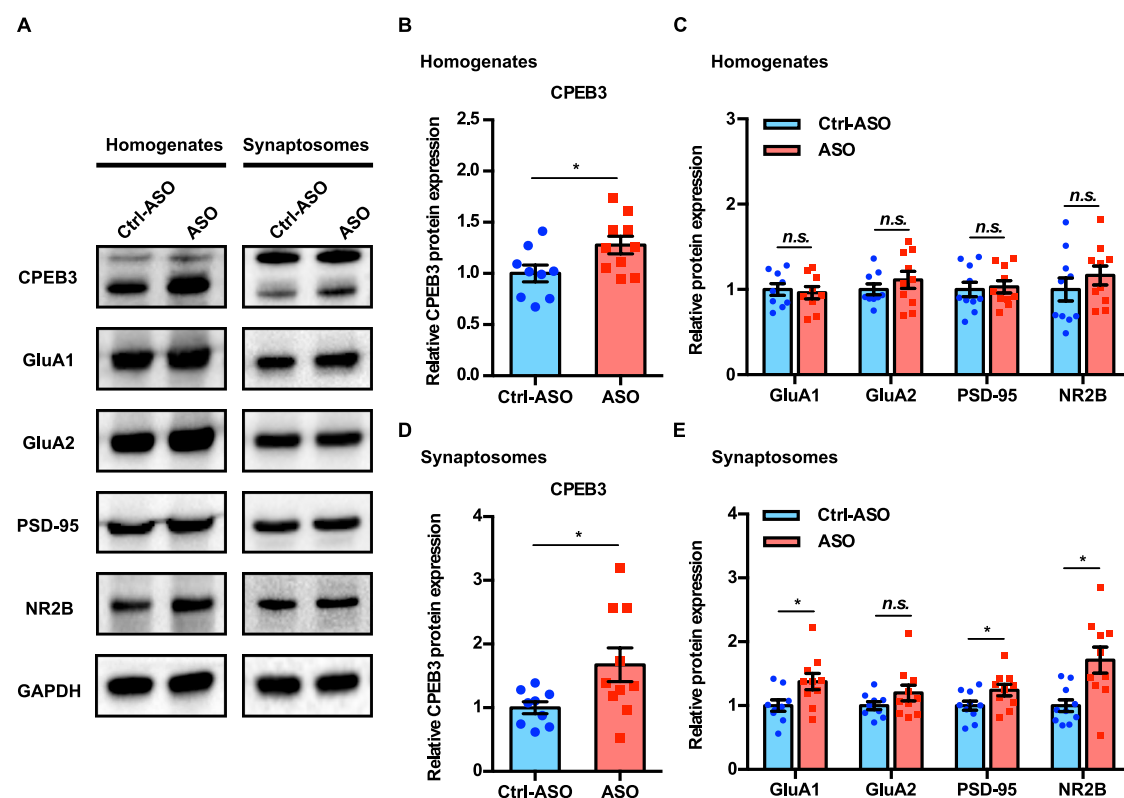 A
Homogenates Synaptosomes
Ctrl-ASO ASO Ctrl-ASO ASO
CPEB3
GluA1
GluA2
PSD-95
NR2B
GAPDH
B
Homogenates
CPEB3
Relative CPEB3 protein expression
2.5
2.0
1.5
1.0
0.5
0.0
*
Ctrl-ASO ASO
C
Homogenates
Relative protein expression
3
2
1
0
Ctrl-ASO
ASO
n.s. n.s. n.s. n.s.
GluA1 GluA2 PSD-95 NR2B
D
Synaptosomes
CPEB3
Relative CPEB3 protein expression
4
3
2
1
0
*
Ctrl-ASO ASO
E
Synaptosomes
Relative protein expression
4
3
2
1
0
Ctrl-ASO
ASO
* n.s. * *
GluA1 GluA2 PSD-95 NR2B